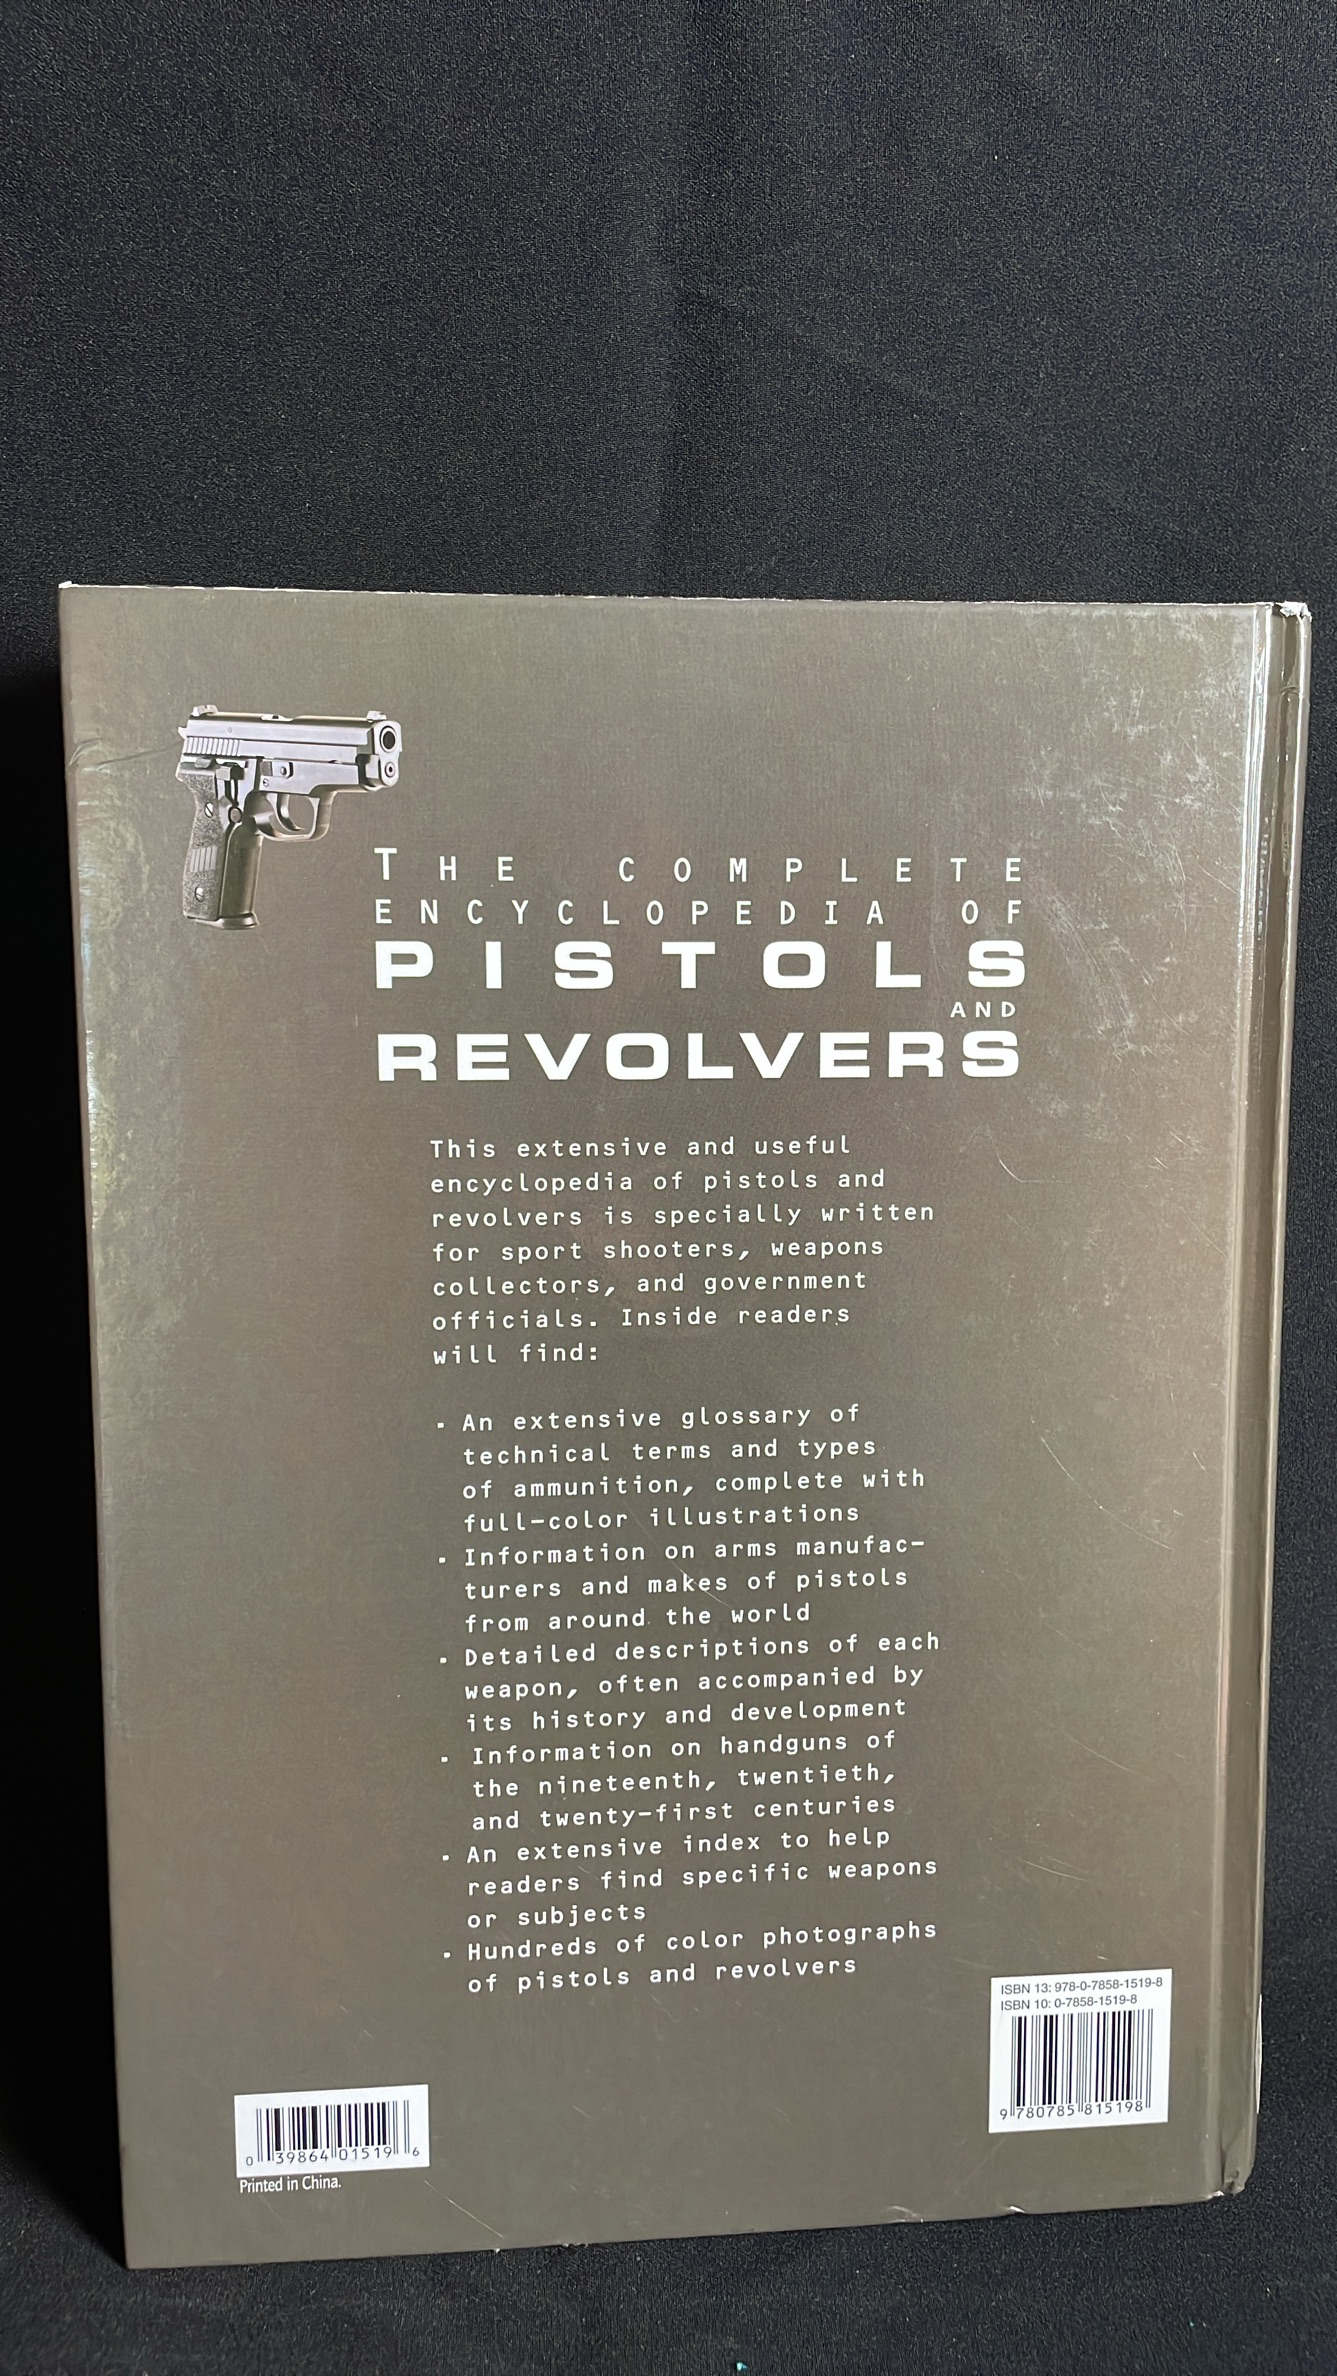 THE COMPLETE
ENCYCLOPEDIA OF
PISTOLS
AND
REVOLVERS
This extensive and useful
encyclopedia of pistols and
revolvers is specially written
for sport shooters, weapons
collectors, and government
officials. Inside readers
will find:
· An extensive glossary of
technical terms and types
of ammunition, complete with
full-color illustrations
· Information on arms manufac-
turers and makes of pistols
from around the world
· Detailed descriptions of each
weapon, often accompanied by
its history and development
· Information on handguns of
the nineteenth, twentieth,
and twenty-first centuries
· An extensive index to help
readers find specific weapons
or subjects
· Hundreds of color photographs
of pistols and revolvers
ISBN 13: 978-0-7858-1519-8
ISBN 10: 0-7858-1519-8
9 780785 815198
0 39864 01519 6
Printed in China.